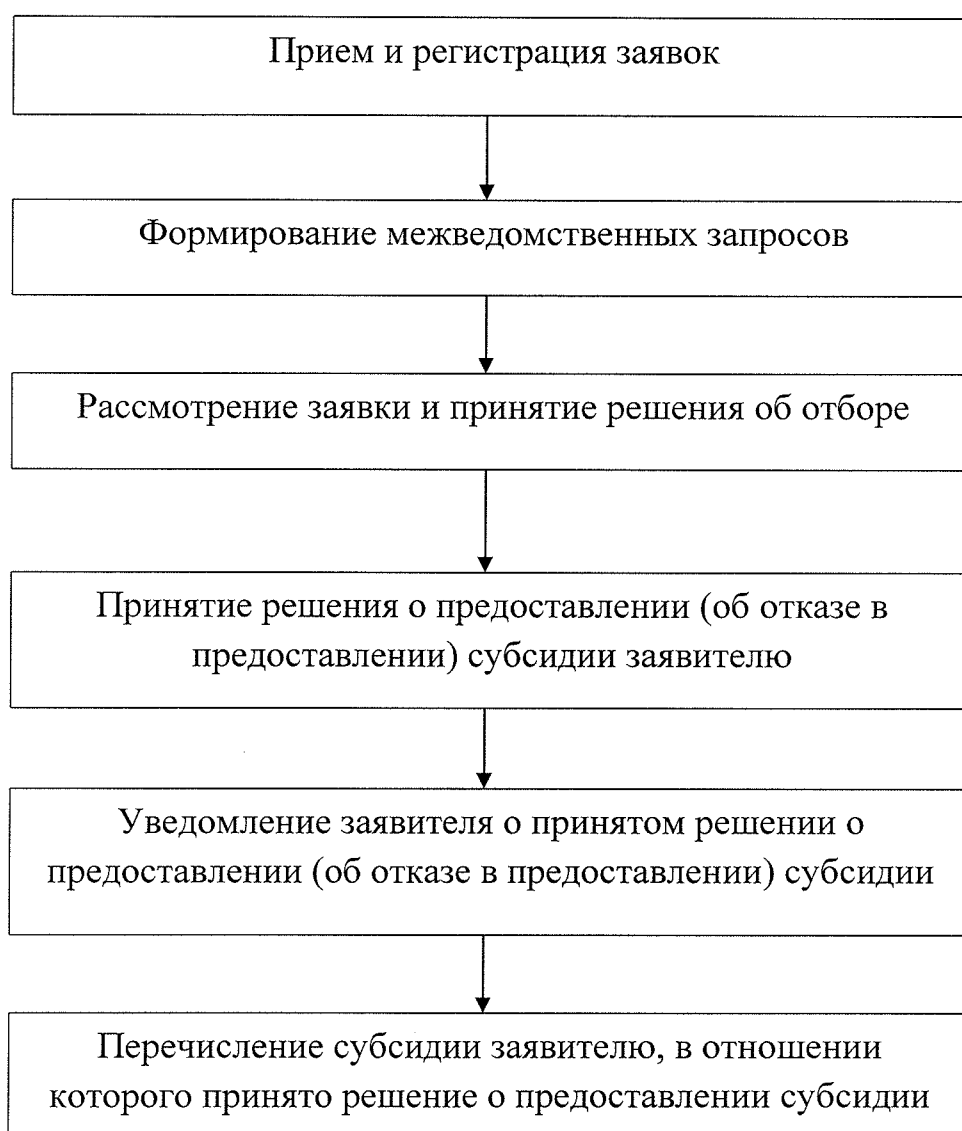 Прием и регистрация заявок
Формирование межведомственных запросов
Рассмотрение заявки и принятие решения об отборе
Принятие решения о предоставлении (об отказе в
предоставлении) субсидии заявителю
Уведомление заявителя о принятом решении о
предоставлении (об отказе в предоставлении) субсидии
Перечисление субсидии заявителю, в отношении
которого принято решение о предоставлении субсидии